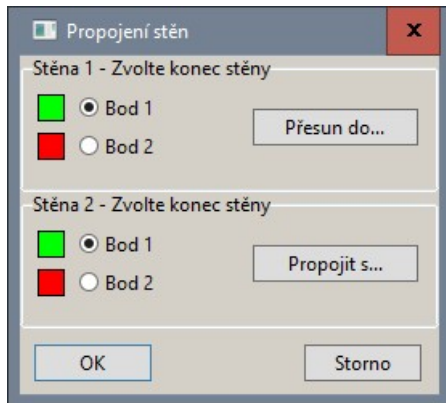 Propojení stěn
Stěna 1 - Zvolte konec stěny
Bod 1
Bod 2
Přesun do...
Stěna 2 - Zvolte konec stěny
Bod 1
Bod 2
Propojit s...
OK
Storno